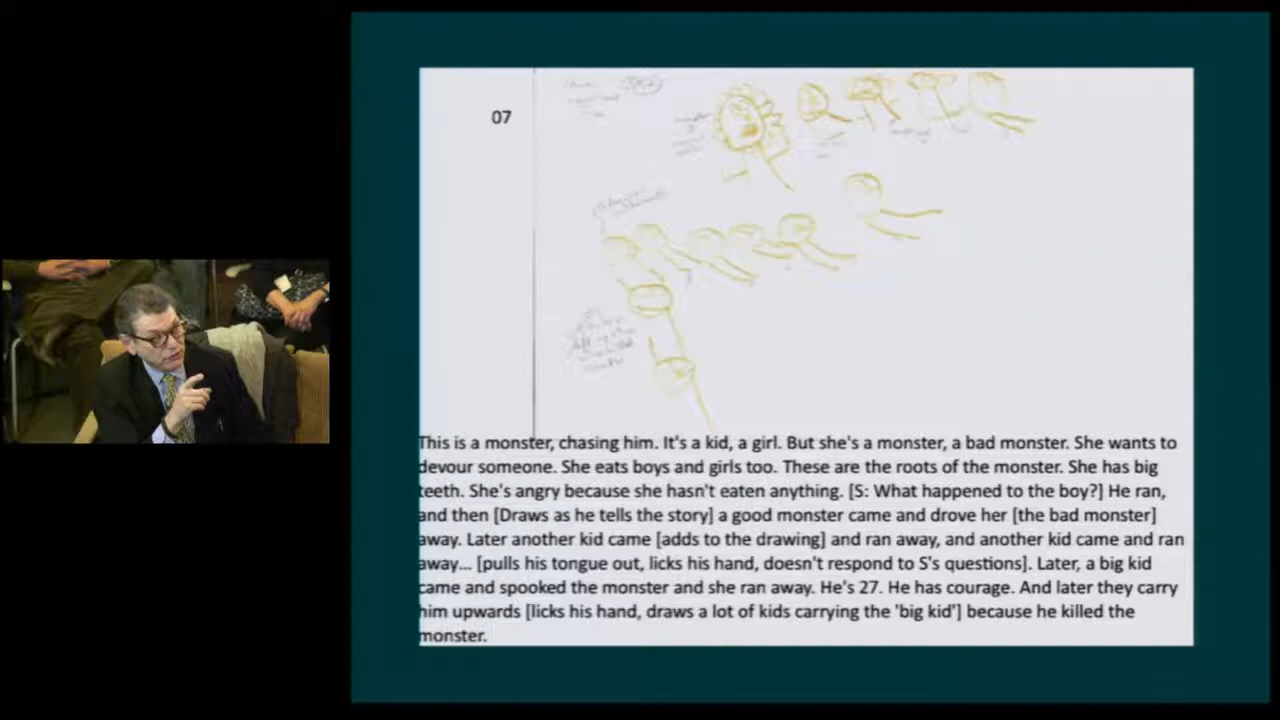 07
This is a monster, chasing him. It's a kid, a girl. But she's a monster, a bad monster. She wants to
devour someone. She eats boys and girls too. These are the roots of the monster. She has big
teeth. She's angry because she hasn't eaten anything. [S: What happened to the boy?] He ran,
and then [Draws as he tells the story] a good monster came and drove her [the bad monster]
away. Later another kid came [adds to the drawing] and ran away, and another kid came and ran
away... [pulls his tongue out, licks his hand, doesn't respond to S's questions]. Later, a big kid
came and spooked the monster and she ran away. He's 27. He has courage. And later they carry
him upwards [licks his hand, draws a lot of kids carrying the 'big kid'] because he killed the
monster.